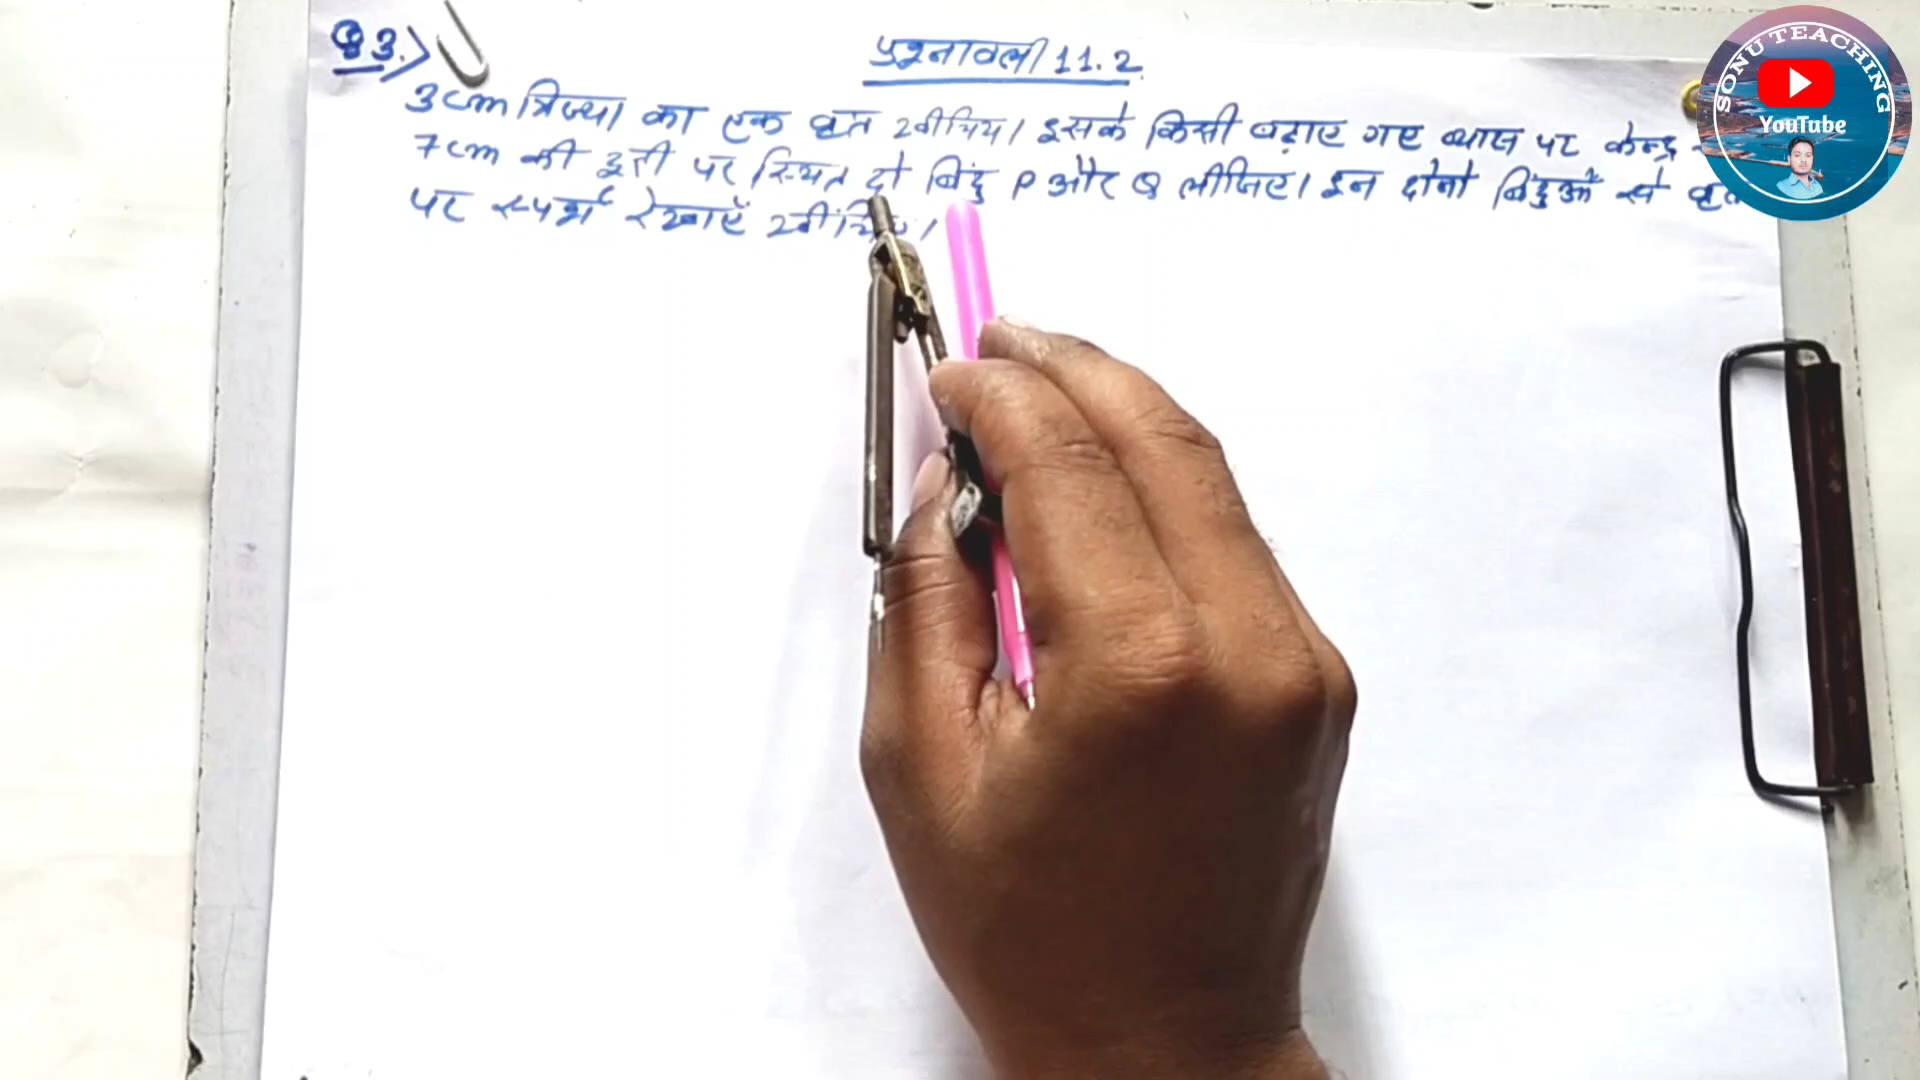 प्रश्नावली 11.2
Q3.>
3cm त्रिज्या का एक वृत खींचिये। इसके किसी बढ़ाए गए व्यास पर केन्द्र
7cm की दूरी पर स्थित दो बिंदु P और Q लीजिए। इन दोनों बिंदुओं से वृत
पर स्पर्श रेखाएँ खींचिए।
SONU TEACHING
YouTube